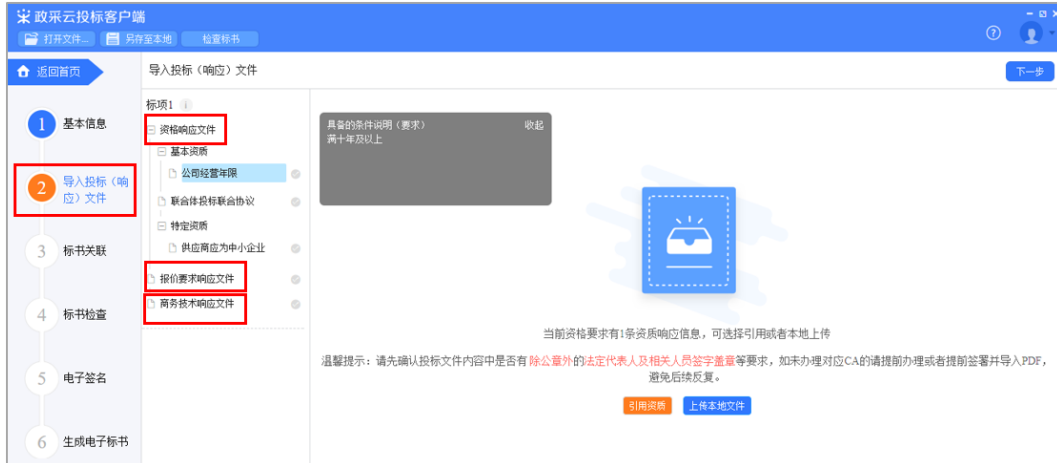 政采云投标客户端
打开文件... 另存至本地 检查标书
返回首页 导入投标（响应）文件 下一步
标项1
1 基本信息
2 导入投标（响应）文件
3 标书关联
4 标书检查
5 电子签名
6 生成电子标书
资格响应文件
基本资质
公司经营年限
联合体投标联合协议
特定资质
供应商应为中小企业
报价要求响应文件
商务技术响应文件
具备的条件说明（要求） 收起
满十年及以上
当前资格要求有1条资质响应信息，可选择引用或者本地上传
温馨提示：请先确认投标文件内容中是否有除公章外的法定代表人及相关人员签字盖章等要求，如未办理对应CA的请提前办理或者提前签署并导入PDF，
避免后续反复。
引用资质 上传本地文件